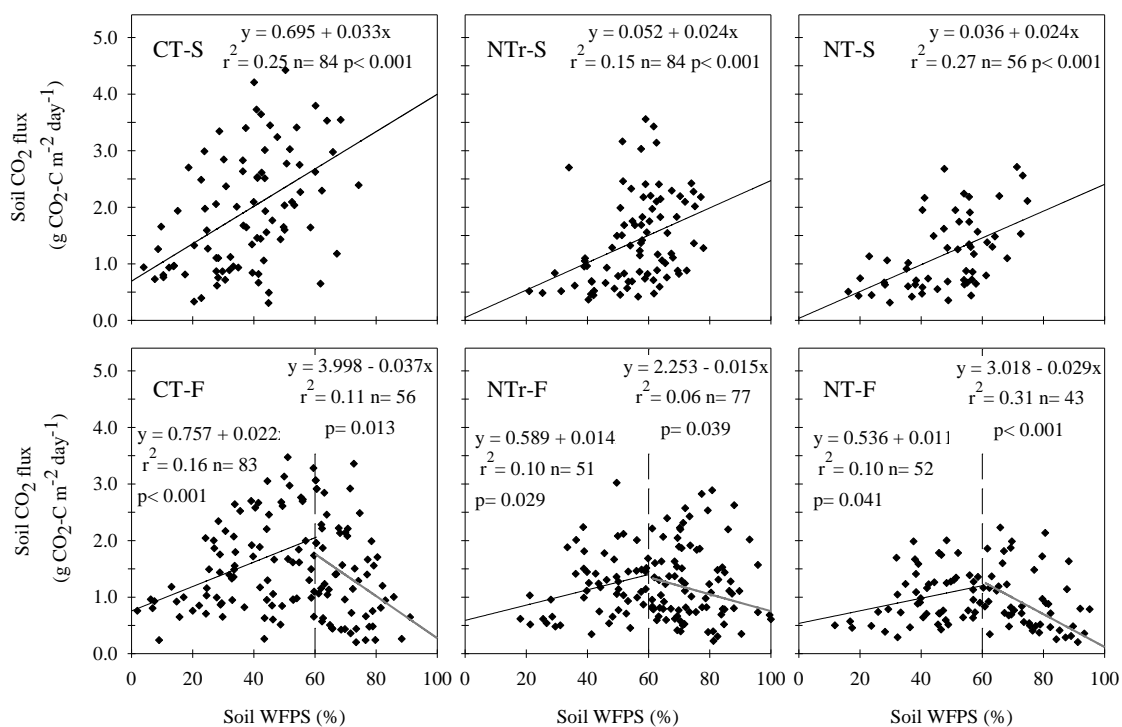 CT-S
y = 0.695 + 0.033x
r² = 0.25 n= 84 p< 0.001
NTr-S
y = 0.052 + 0.024x
r² = 0.15 n= 84 p< 0.001
NT-S
y = 0.036 + 0.024x
r² = 0.27 n= 56 p< 0.001
Soil CO₂ flux
(g CO₂-C m⁻² day⁻¹)
5.0
4.0
3.0
2.0
1.0
0.0
CT-F
y = 3.998 - 0.037x
r² = 0.11 n= 56
p= 0.013
y = 0.757 + 0.022
r² = 0.16 n= 83
p< 0.001
NTr-F
y = 2.253 - 0.015x
r² = 0.06 n= 77
p= 0.039
y = 0.589 + 0.014
r² = 0.10 n= 51
p= 0.029
NT-F
y = 3.018 - 0.029x
r² = 0.31 n= 43
p< 0.001
y = 0.536 + 0.011
r² = 0.10 n= 52
p= 0.041
Soil CO₂ flux
(g CO₂-C m⁻² day⁻¹)
5.0
4.0
3.0
2.0
1.0
0.0
0 20 40 60 80 100
0 20 40 60 80 100
0 20 40 60 80 100
Soil WFPS (%)
Soil WFPS (%)
Soil WFPS (%)